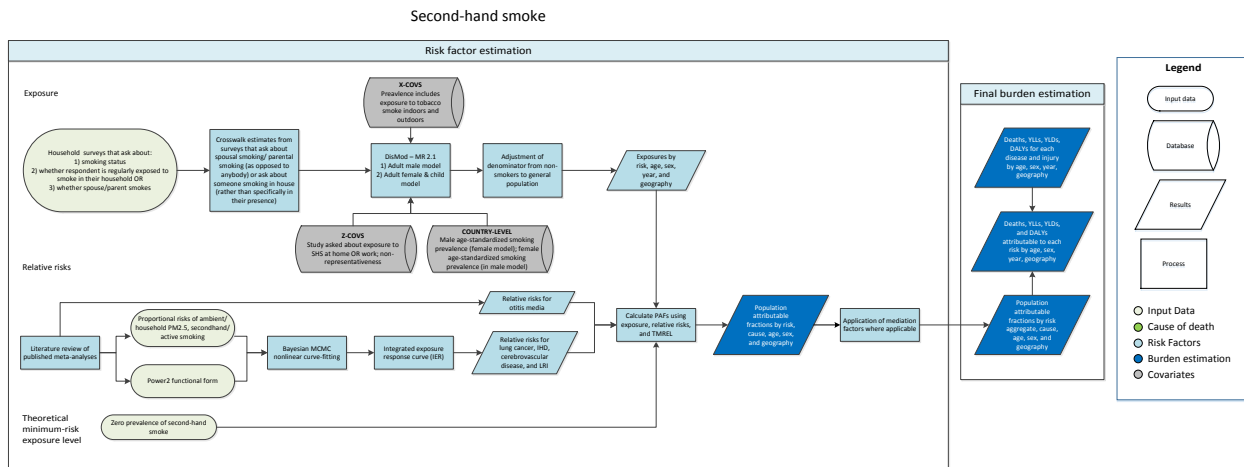 Second-hand smoke
Risk factor estimation
Exposure
X-COVS
Preavlence includes
exposure to tobacco
smoke indoors and
outdoors
Household surveys that ask about:
1) smoking status
2) whether respondent is regularly exposed to
smoke in their household OR
3) whether spouse/parent smokes
Crosswalk estimates from
surveys that ask about
spousal smoking/ parental
smoking (as opposed to
anybody) or ask about
someone smoking in house
(rather than specifically in
their presence)
DisMod – MR 2.1
1) Adult male model
2) Adult female & child
model
Adjustment of
denominator from non-
smokers to general
population
Exposures by
risk, age, sex,
year, and
geography
Z-COVS
Study asked about exposure to
SHS at home OR work; non-
representativeness
COUNTRY-LEVEL
Male age-standardized smoking
prevalence (female model); female
age-standardized smoking
prevalence (in male model)
Relative risks
Literature review of
published meta-analyses
Proportional risks of ambient/
household PM2.5, secondhand/
active smoking
Power2 functional form
Bayesian MCMC
nonlinear curve-fitting
Integrated exposure
response curve (IER)
Relative risks for
otitis media
Relative risks for
lung cancer, IHD,
cerebrovascular
disease, and LRI
Calculate PAFs using
exposure, relative risks,
and TMREL
Population
attributable
fractions by risk,
cause, age, sex,
and geography
Application of mediation
factors where applicable
Theoretical
minimum-risk
exposure level
Zero prevalence of second-hand
smoke
Final burden estimation
Deaths, YLLs, YLDs,
DALYs for each
disease and injury
by age, sex, year,
geography
Deaths, YLLs, YLDs,
and DALYs
attributable to each
risk by age, sex,
year, geography
Population
attributable
fractions by risk
aggregate, cause,
age, sex, and
geography
Legend
Input data
Database
Results
Process
Input Data
Cause of death
Risk Factors
Burden estimation
Covariates